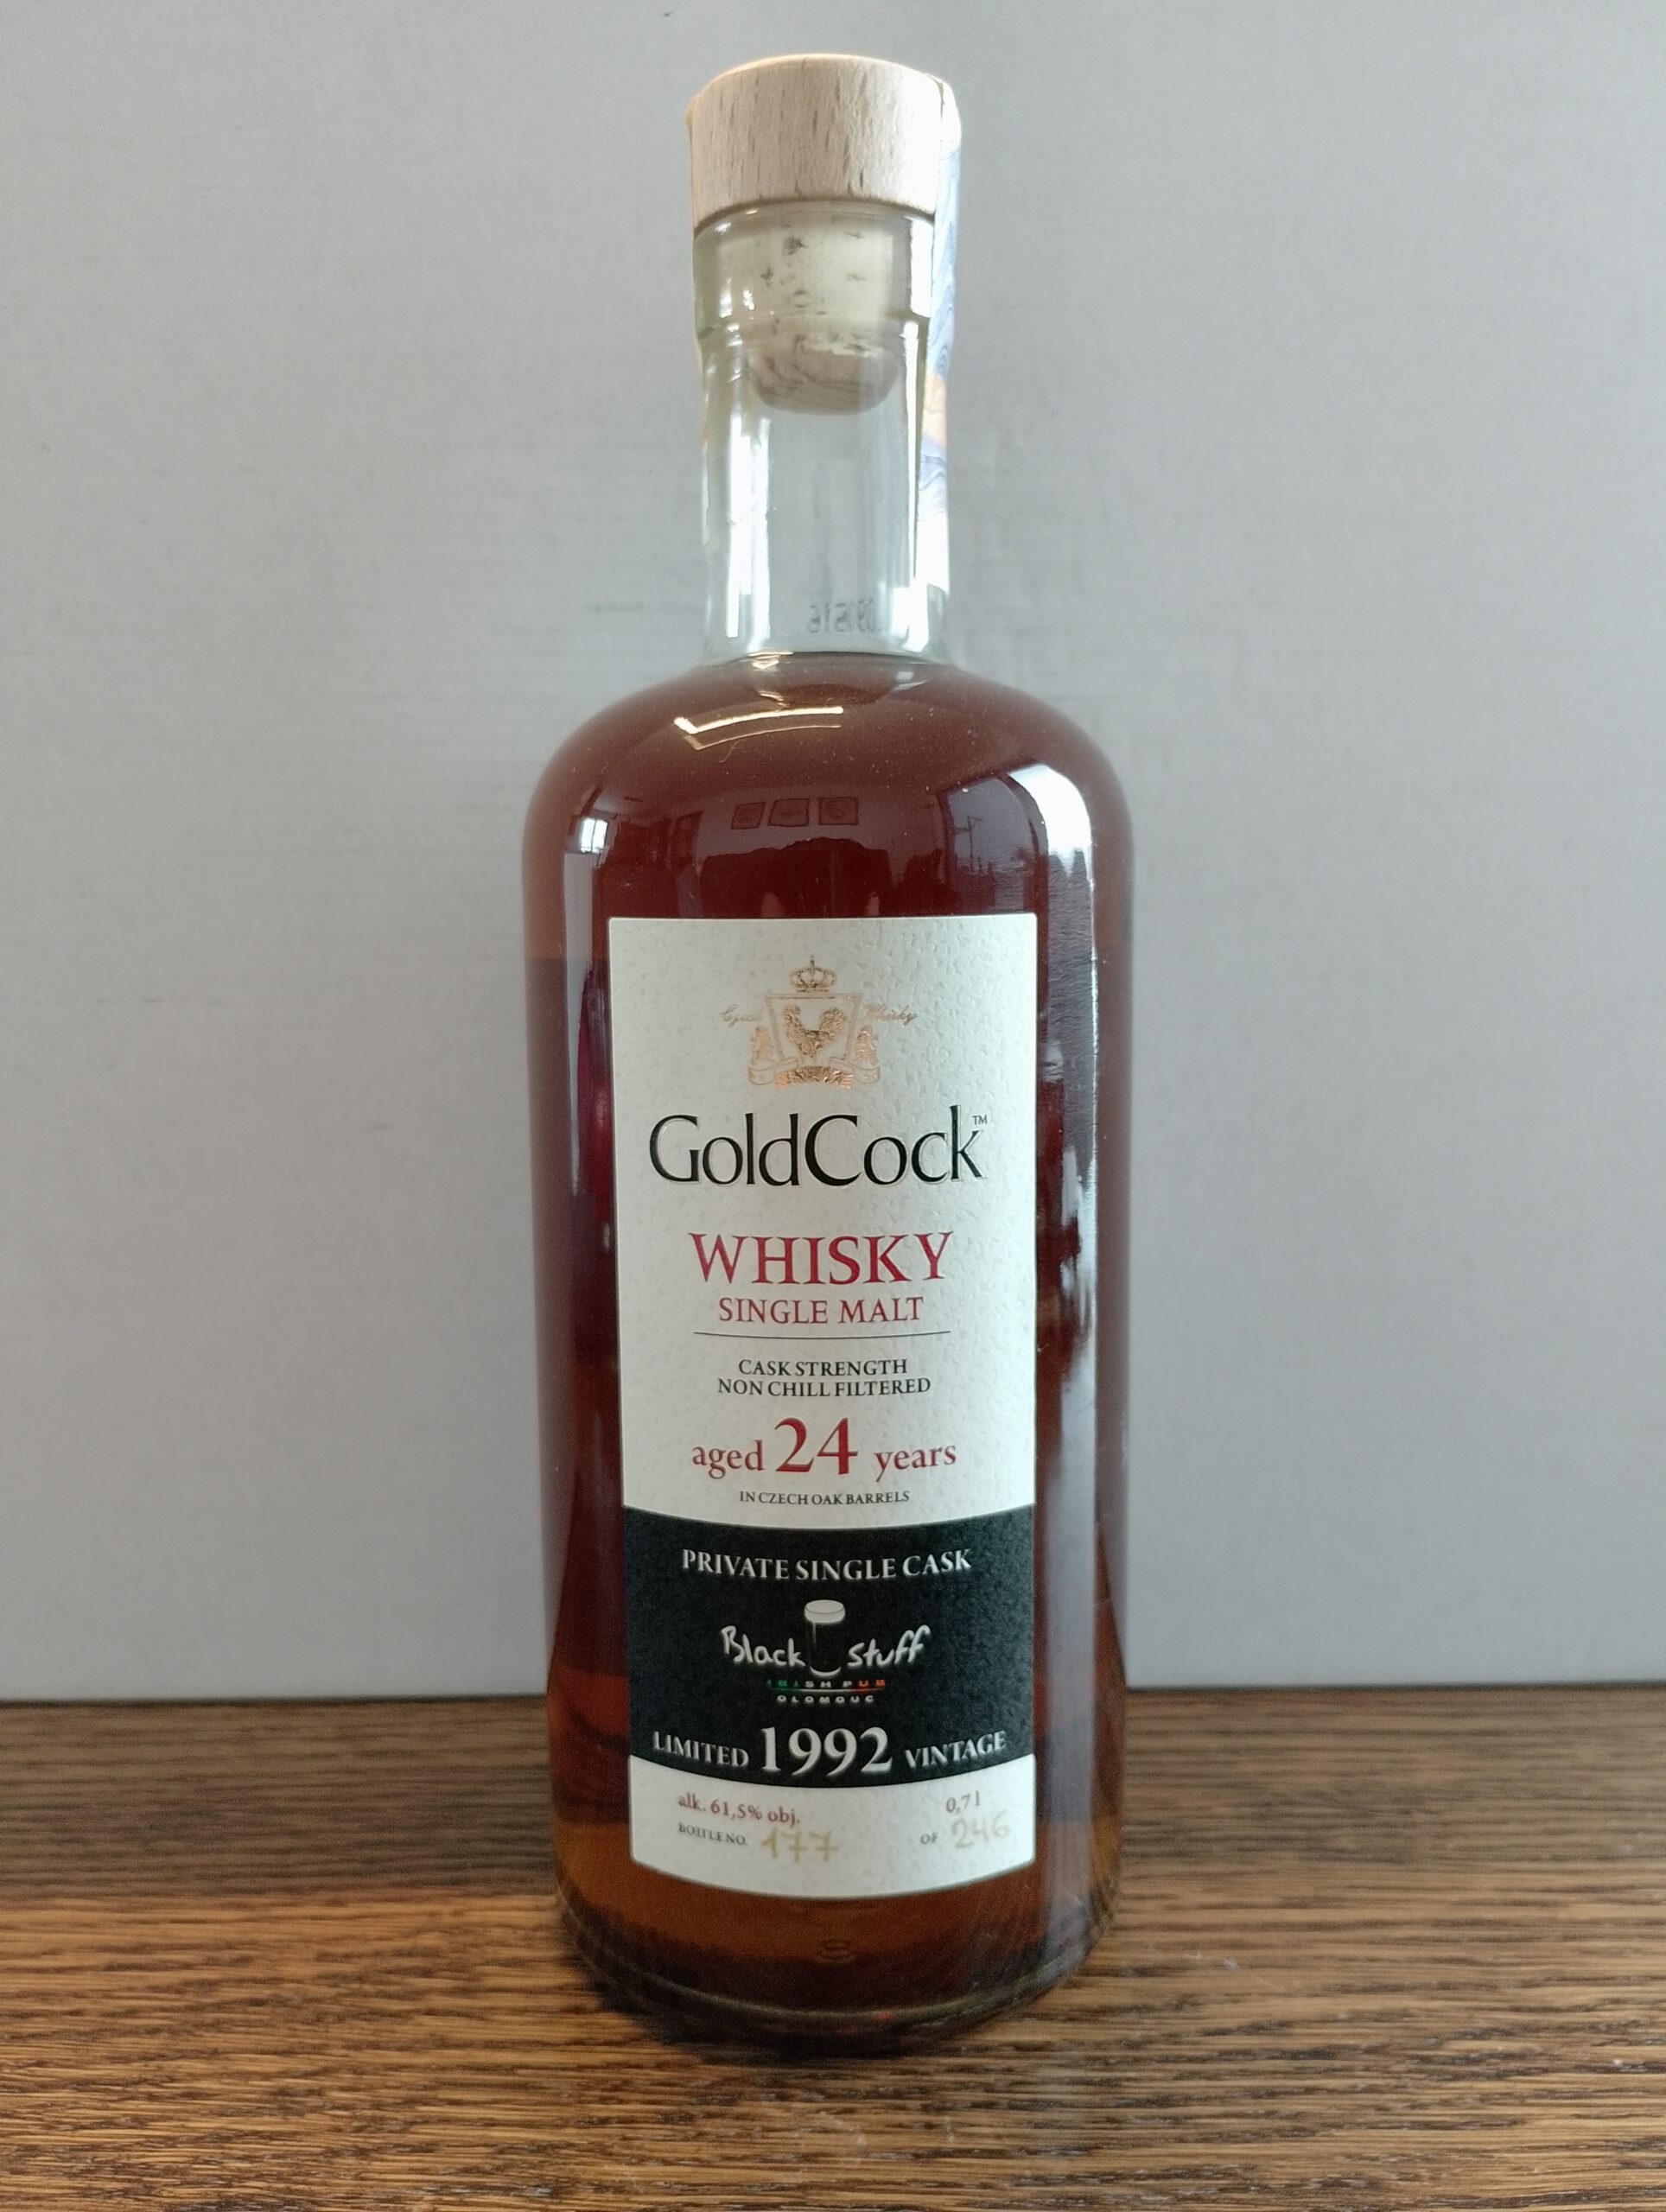 Czech Whisky
GoldCock™
WHISKY
SINGLE MALT
CASK STRENGTH
NON CHILL FILTERED
aged 24 years
IN CZECH OAK BARRELS
PRIVATE SINGLE CASK
Black Stuff
IRISH PUB
OLOMOUC
LIMITED 1992 VINTAGE
alk. 61,5% obj. 0,7 l
BOTTLE NO. 177 OF 246